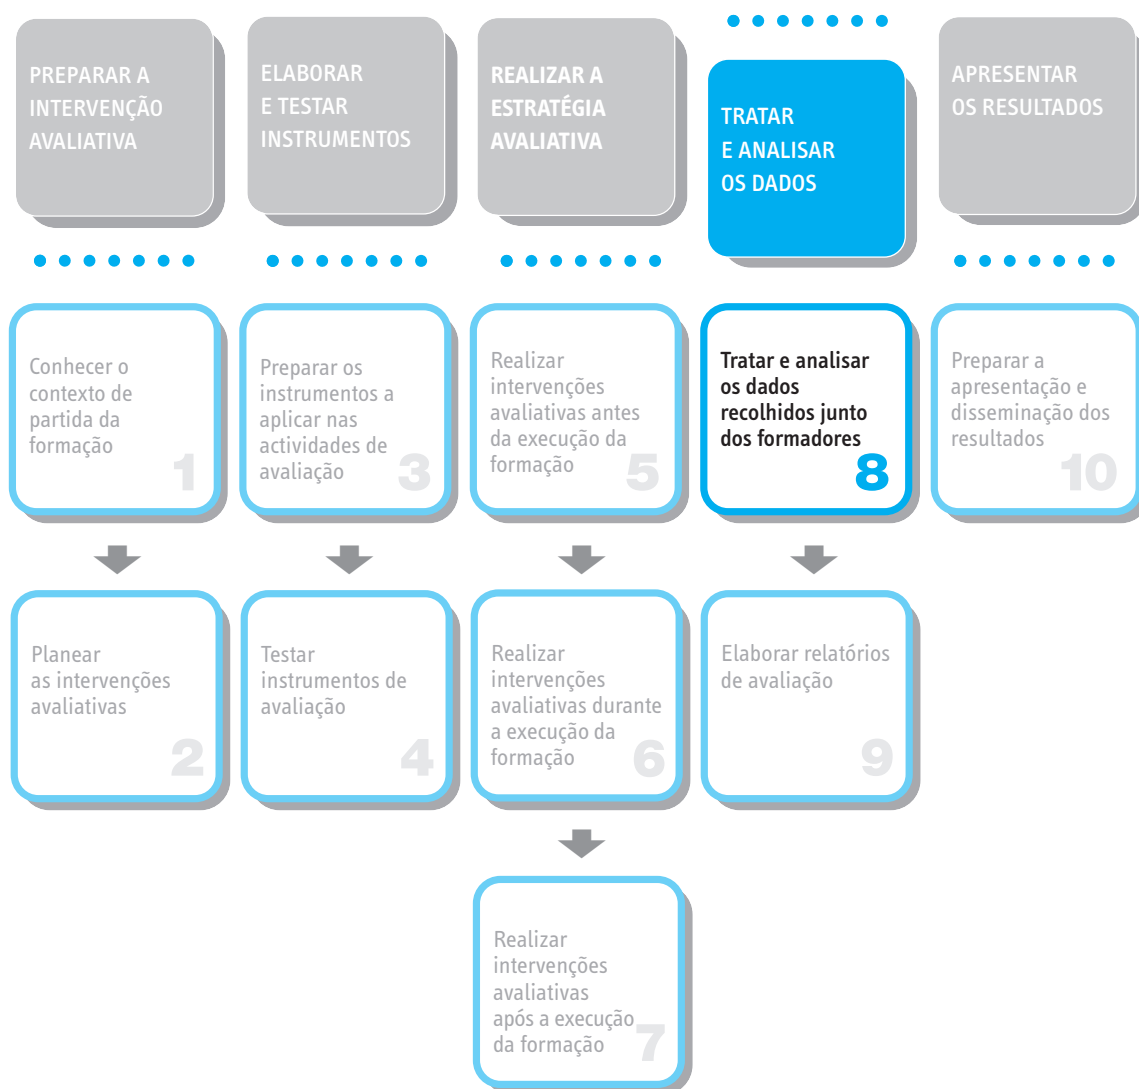 PREPARAR A
INTERVENÇÃO
AVALIATIVA
ELABORAR
E TESTAR
INSTRUMENTOS
REALIZAR A
ESTRATÉGIA
AVALIATIVA
TRATAR
E ANALISAR
OS DADOS
APRESENTAR
OS RESULTADOS
Conhecer o
contexto de
partida da
formação
1
Preparar os
instrumentos a
aplicar nas
actividades de
avaliação
3
Realizar
intervenções
avaliativas antes
da execução da
formação
5
Tratar e analisar
os dados
recolhidos junto
dos formadores
8
Preparar a
apresentação e
disseminação dos
resultados
10
Planear
as intervenções
avaliativas
2
Testar
instrumentos de
avaliação
4
Realizar
intervenções
avaliativas durante
a execução da
formação
6
Elaborar relatórios
de avaliação
9
Realizar
intervenções
avaliativas
após a execução
da formação
7